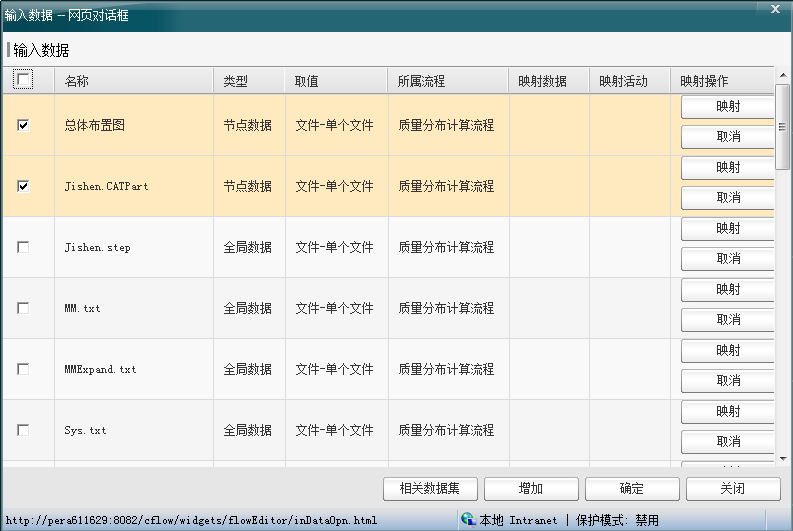 输入数据 -- 网页对话框
输入数据
名称 类型 取值 所属流程 映射数据 映射活动 映射操作
总体布置图 节点数据 文件-单个文件 质量分布计算流程 映射 取消
Jishen.CATPart 节点数据 文件-单个文件 质量分布计算流程 映射 取消
Jishen.step 全局数据 文件-单个文件 质量分布计算流程 映射 取消
MM.txt 全局数据 文件-单个文件 质量分布计算流程 映射 取消
MMExpand.txt 全局数据 文件-单个文件 质量分布计算流程 映射 取消
Sys.txt 全局数据 文件-单个文件 质量分布计算流程 映射 取消
相关数据集 增加 确定 关闭
http://pera611629:8082/cflow/widgets/flowEditor/inDataOpn.html 本地 Intranet | 保护模式: 禁用